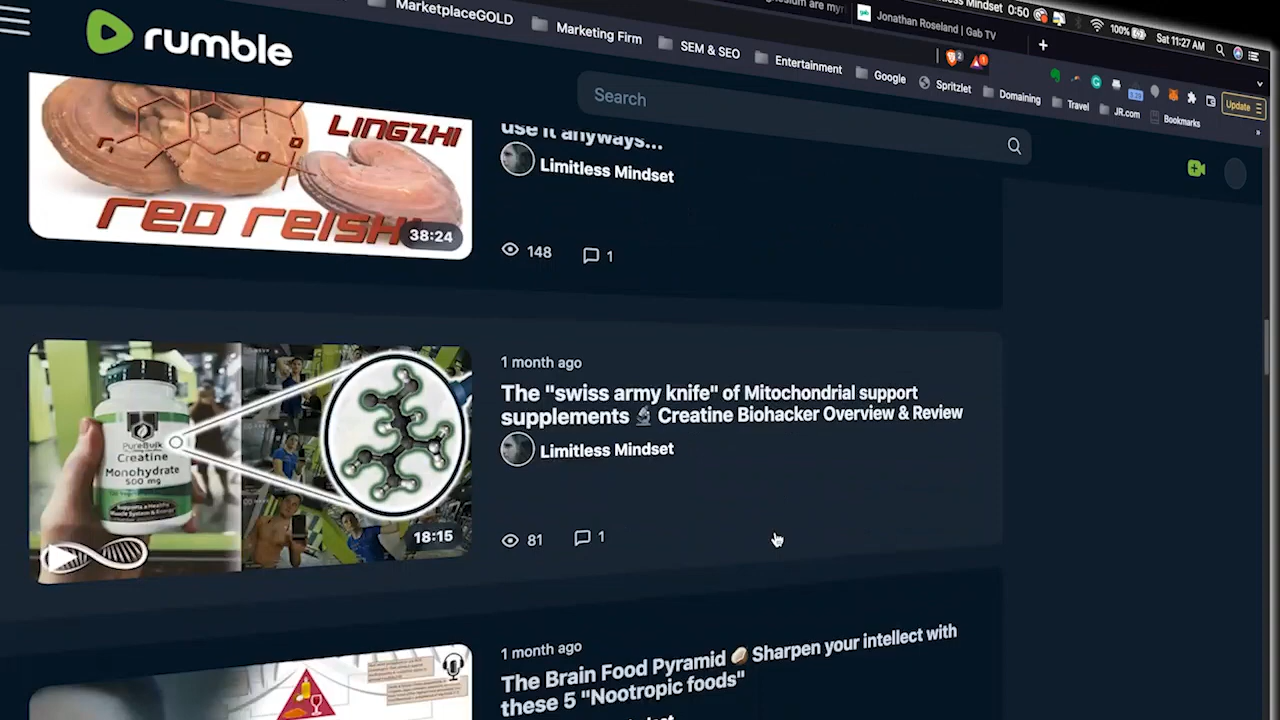 MarketplaceGOLD
Marketing Firm
SEM & SEO
Entertainment
Google
Spritzlet
Domaining
Travel
JR.com
Bookmarks
Jonathan Roseland | Gab TV
Mindset 0:50
100%
Sat 11:27 AM
Update
rumble
Search
LINGZHI
RED REISH
38:24
use it anyways...
Limitless Mindset
148
1
PureBulk
Creatine
Monohydrate
500 mg
18:15
1 month ago
The "swiss army knife" of Mitochondrial support
supplements 🔬 Creatine Biohacker Overview & Review
Limitless Mindset
81
1
1 month ago
The Brain Food Pyramid 🥔 Sharpen your intellect with
these 5 "Nootropic foods"